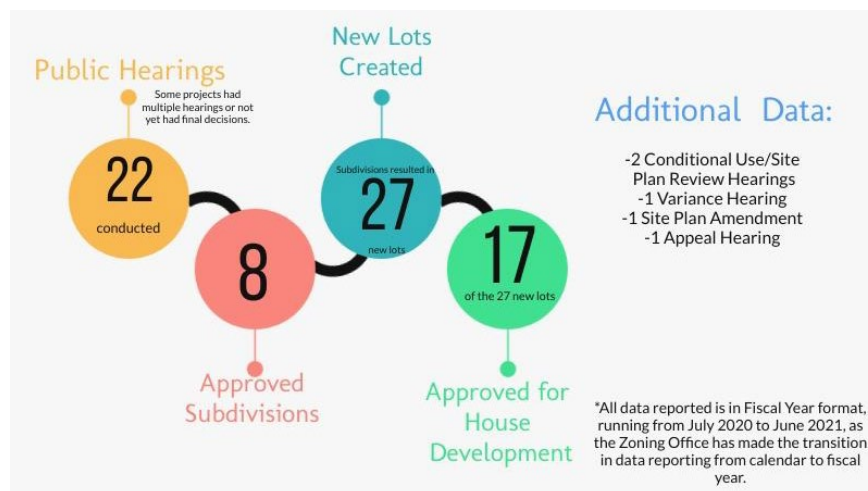 Public Hearings
Some projects had
multiple hearings or not
yet had final decisions.
22
conducted
8
Approved
Subdivisions
New Lots
Created
Subdivisions resulted in
27
new lots
17
of the 27 new lots
Approved for
House
Development
Additional Data:
-2 Conditional Use/Site
Plan Review Hearings
-1 Variance Hearing
-1 Site Plan Amendment
-1 Appeal Hearing
*All data reported is in Fiscal Year format,
running from July 2020 to June 2021, as
the Zoning Office has made the transition
in data reporting from calendar to fiscal
year.